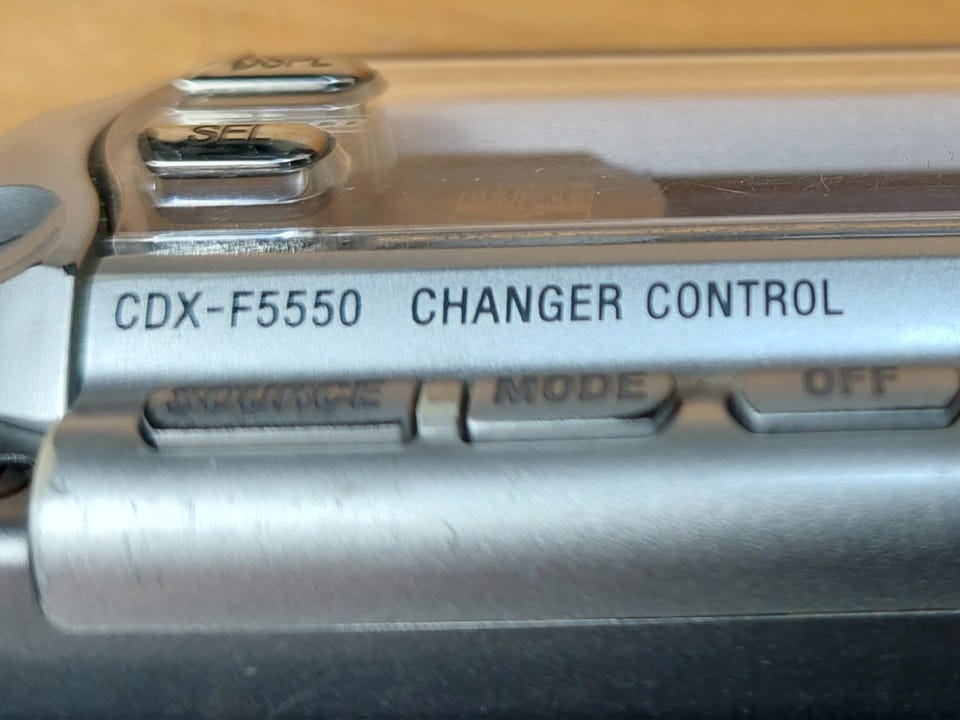 DSPL
SEL
CDX-F5550 CHANGER CONTROL
SOURCE MODE OFF